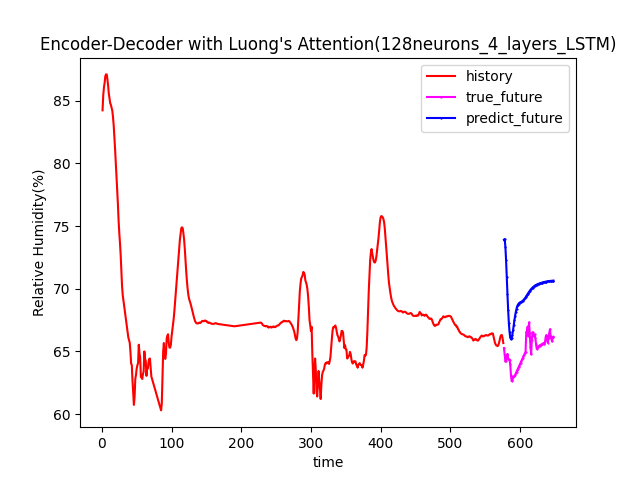 Encoder-Decoder with Luong's Attention(128neurons_4_layers_LSTM)
history
true_future
predict_future
Relative Humidity(%)
85
80
75
70
65
60
0 100 200 300 400 500 600
time